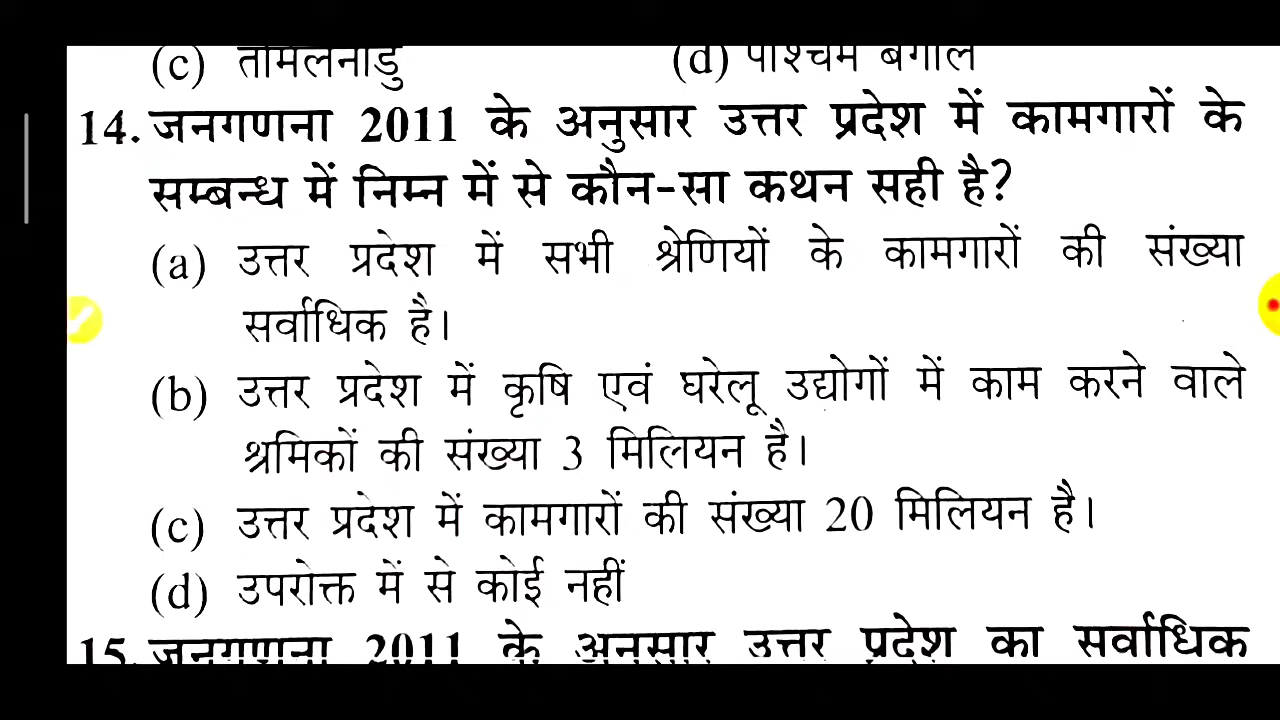 (c) तामिलनाडु (d) पश्चिम बंगाल
14. जनगणना 2011 के अनुसार उत्तर प्रदेश में कामगारों के
सम्बन्ध में निम्न में से कौन-सा कथन सही है?
(a) उत्तर प्रदेश में सभी श्रेणियों के कामगारों की संख्या
सर्वाधिक है।
(b) उत्तर प्रदेश में कृषि एवं घरेलू उद्योगों में काम करने वाले
श्रमिकों की संख्या 3 मिलियन है।
(c) उत्तर प्रदेश में कामगारों की संख्या 20 मिलियन है।
(d) उपरोक्त में से कोई नहीं
15. जनगणना 2011 के अनुसार उत्तर प्रदेश का सर्वाधिक